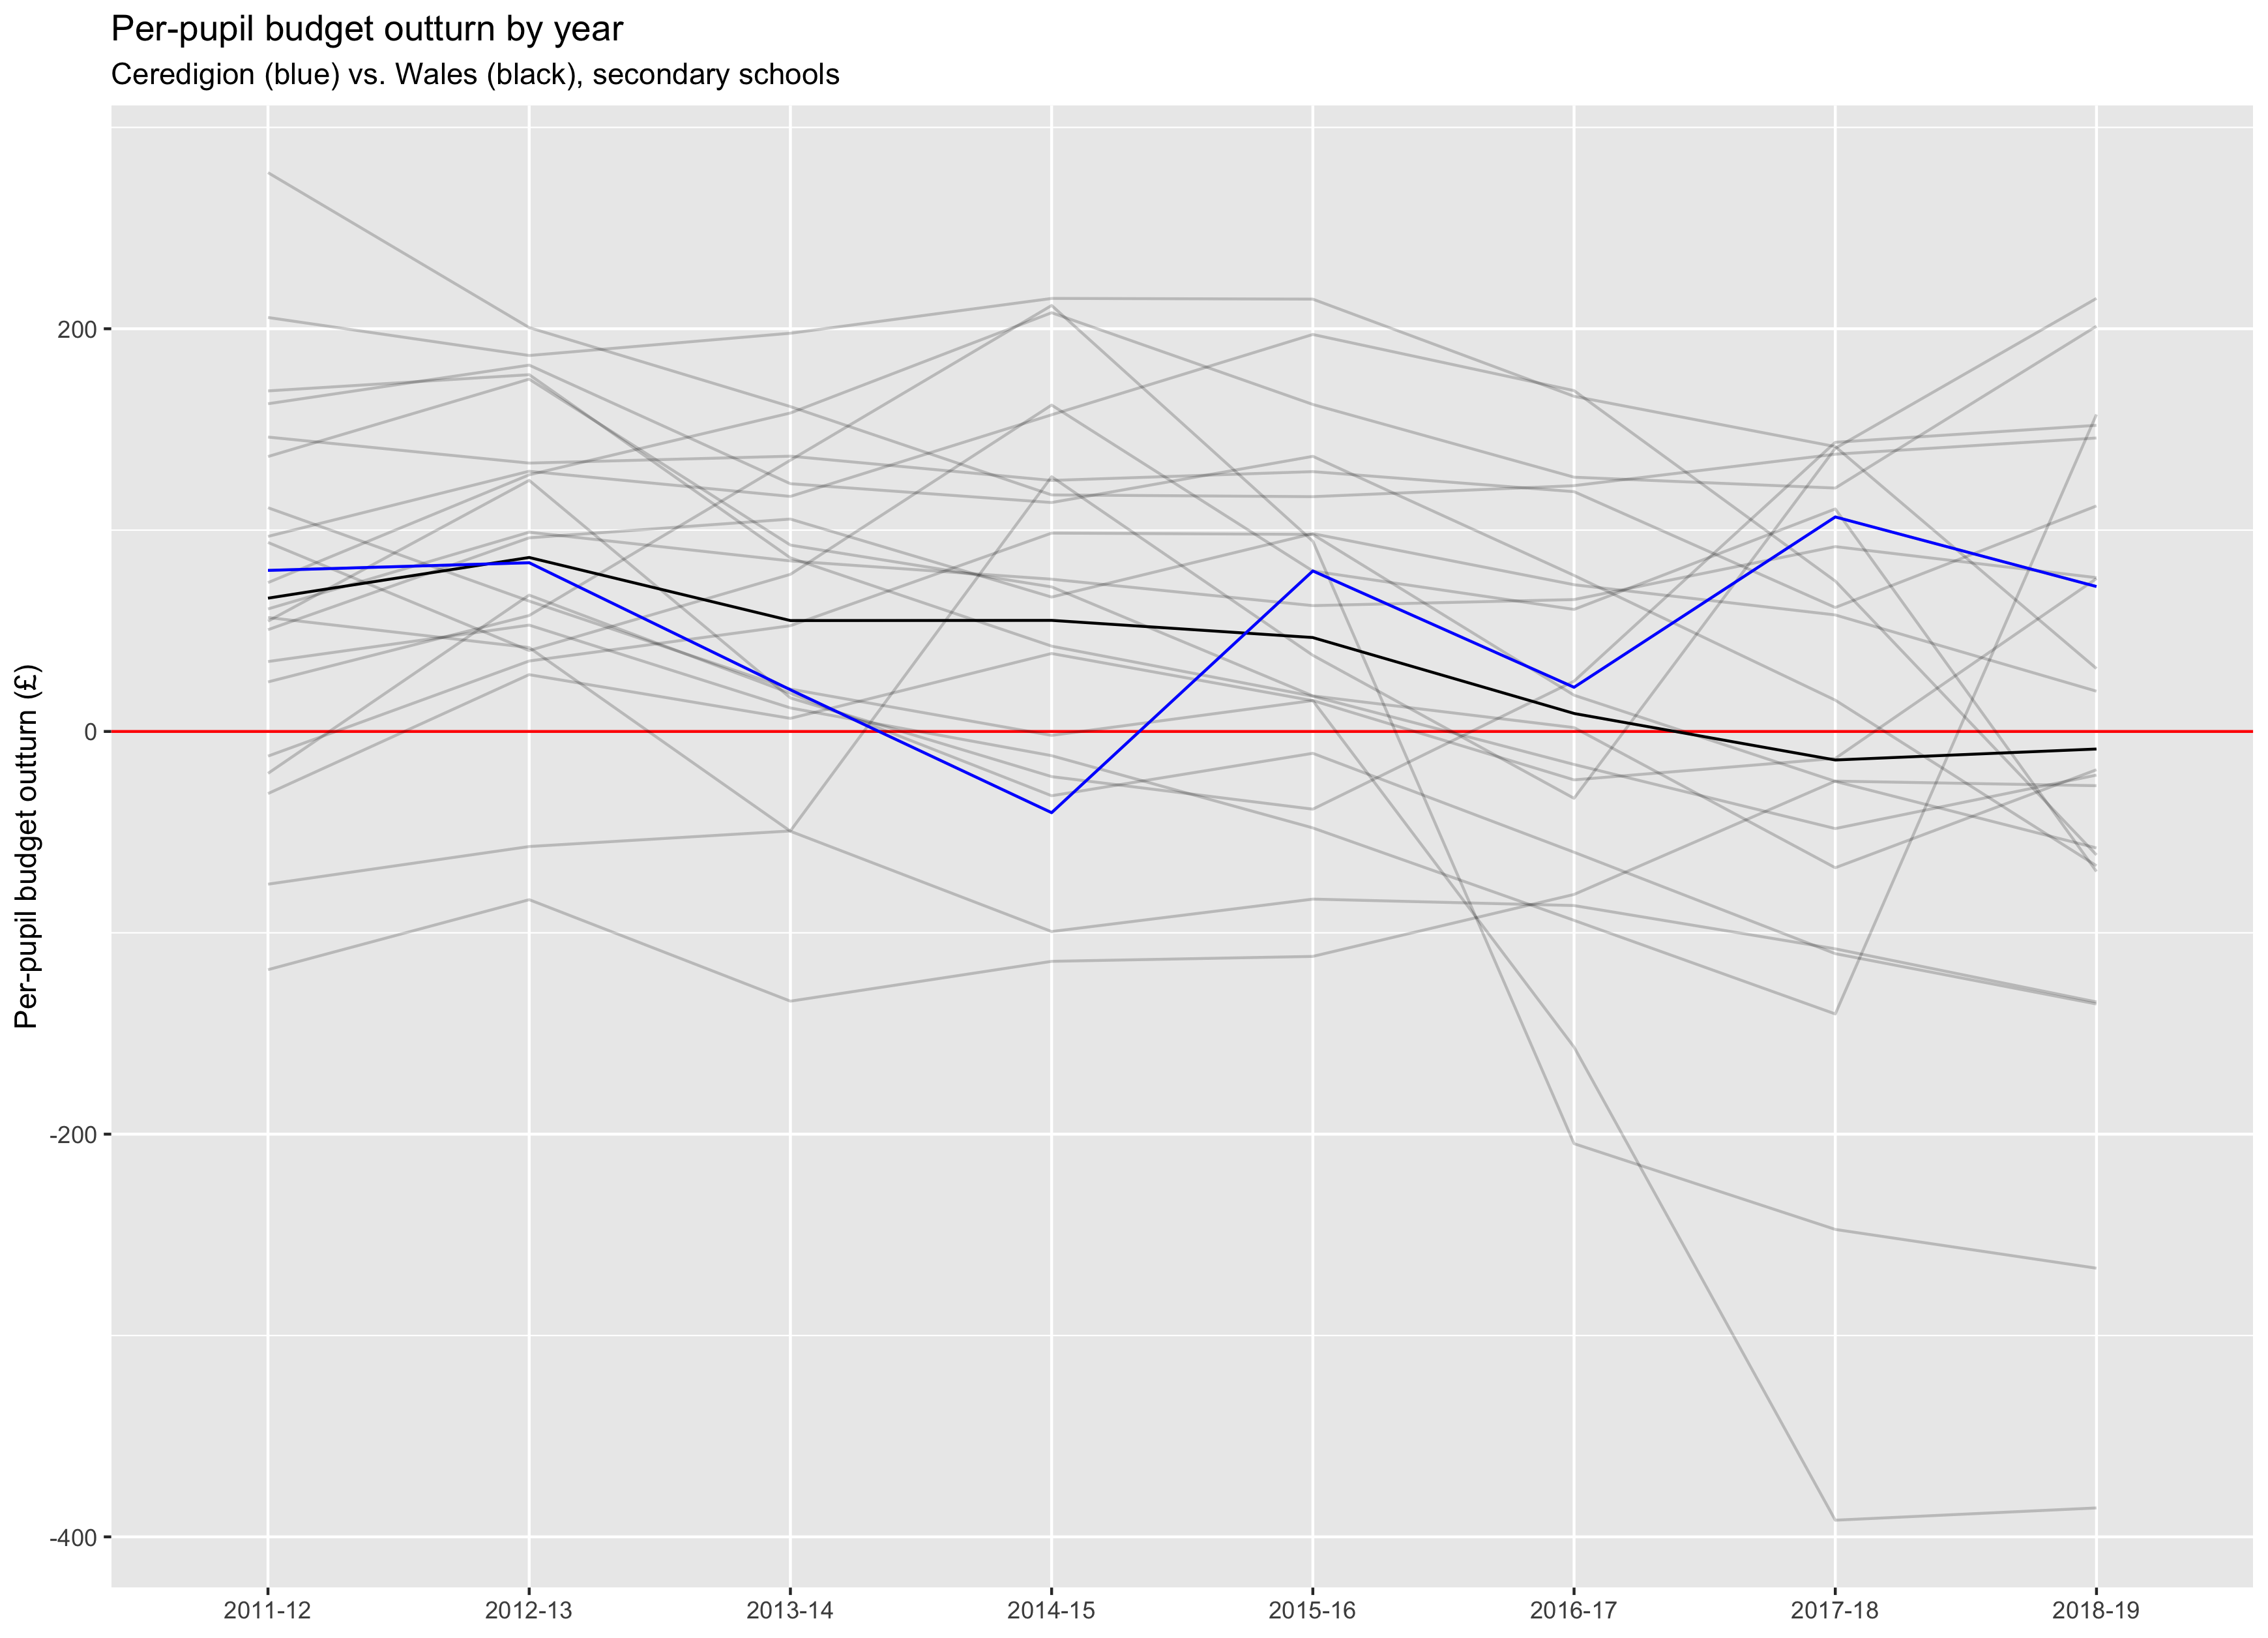 Per-pupil budget outturn by year
Ceredigion (blue) vs. Wales (black), secondary schools
Per-pupil budget outturn (£)
200
0
-200
-400
2011-12 2012-13 2013-14 2014-15 2015-16 2016-17 2017-18 2018-19